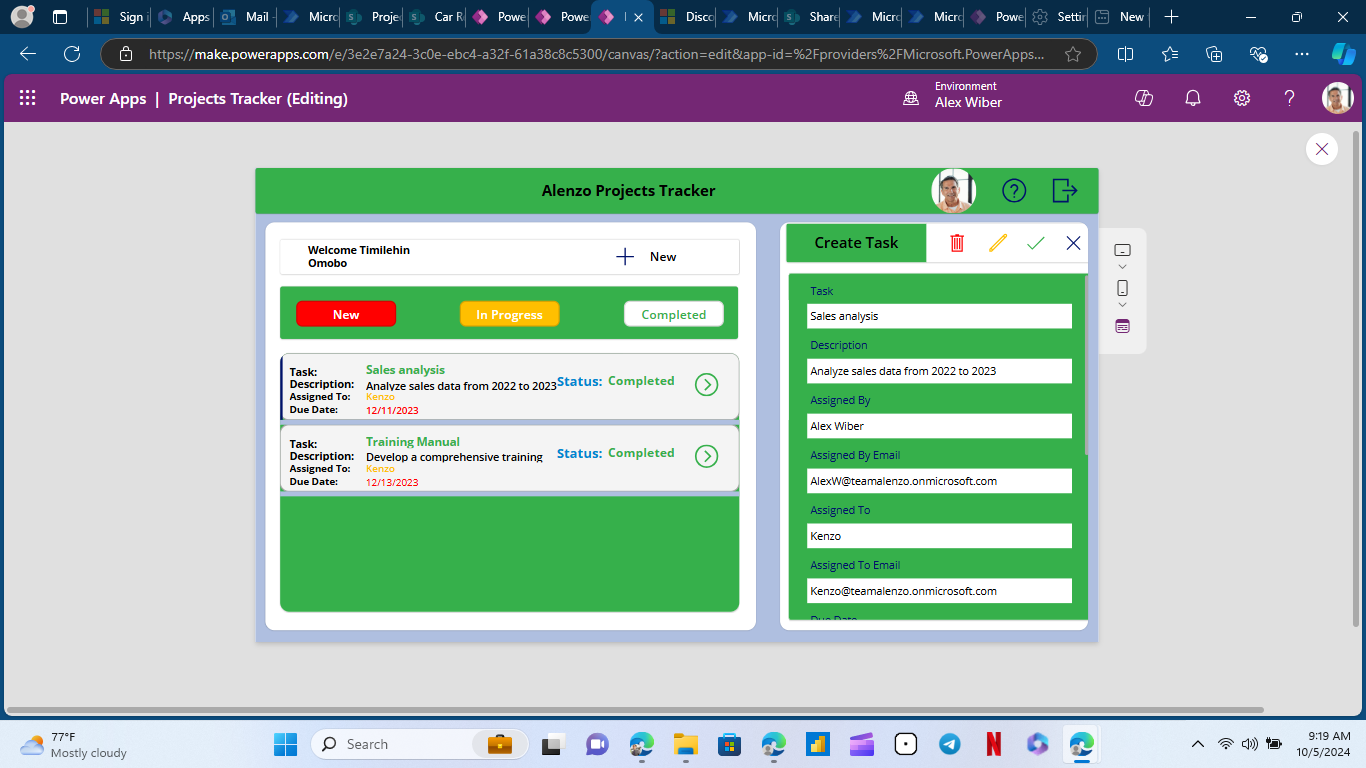 Sign i
Apps
Mail -
Micro
Proje
Car R
Powe
Powe
Disco
Micro
Share
Micro
Micro
Powe
Settir
New
https://make.powerapps.com/e/3e2e7a24-3c0e-ebc4-a32f-61a38c8c5300/canvas/?action=edit&app-id=%2Fproviders%2FMicrosoft.PowerApps...
Power Apps | Projects Tracker (Editing)
Environment
Alex Wiber
Alenzo Projects Tracker
Welcome Timilehin
Omobo
New
New
In Progress
Completed
Task: Sales analysis
Description: Analyze sales data from 2022 to 2023
Status: Completed
Assigned To: Kenzo
Due Date: 12/11/2023
Task: Training Manual
Description: Develop a comprehensive training
Status: Completed
Assigned To: Kenzo
Due Date: 12/13/2023
Create Task
Task
Sales analysis
Description
Analyze sales data from 2022 to 2023
Assigned By
Alex Wiber
Assigned By Email
AlexW@teamalenzo.onmicrosoft.com
Assigned To
Kenzo
Assigned To Email
Kenzo@teamalenzo.onmicrosoft.com
Due Date
77°F
Mostly cloudy
Search
9:19 AM
10/5/2024